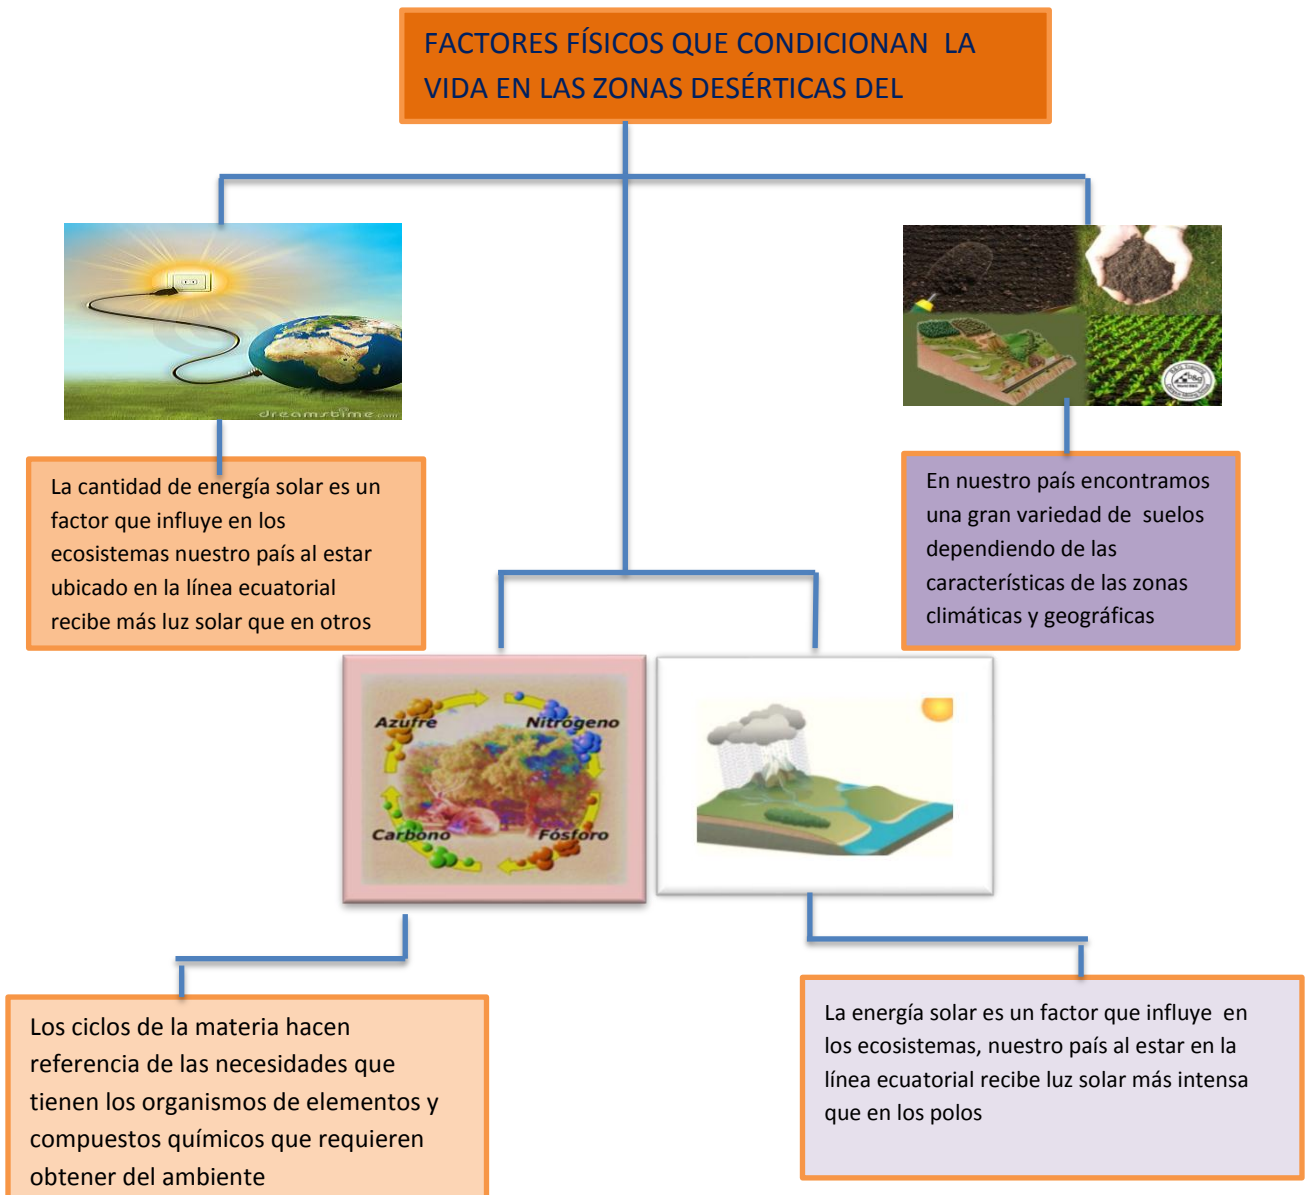 FACTORES FÍSICOS QUE CONDICIONAN LA
VIDA EN LAS ZONAS DESÉRTICAS DEL
dreamstime.com
La cantidad de energía solar es un
factor que influye en los
ecosistemas nuestro país al estar
ubicado en la línea ecuatorial
recibe más luz solar que en otros
En nuestro país encontramos
una gran variedad de suelos
dependiendo de las
características de las zonas
climáticas y geográficas
Azufre
Nitrógeno
Carbono
Fósforo
Los ciclos de la materia hacen
referencia de las necesidades que
tienen los organismos de elementos y
compuestos químicos que requieren
obtener del ambiente
La energía solar es un factor que influye en
los ecosistemas, nuestro país al estar en la
línea ecuatorial recibe luz solar más intensa
que en los polos